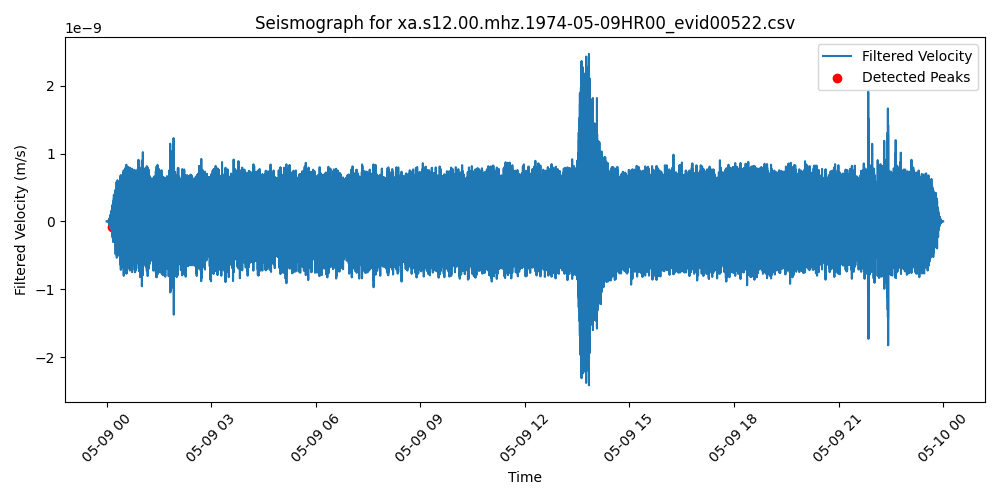 Seismograph for xa.s12.00.mhz.1974-05-09HR00_evid00522.csv
1e−9
Filtered Velocity
Detected Peaks
2
1
0
−1
−2
Filtered Velocity (m/s)
05-09 00
05-09 03
05-09 06
05-09 09
05-09 12
05-09 15
05-09 18
05-09 21
05-10 00
Time